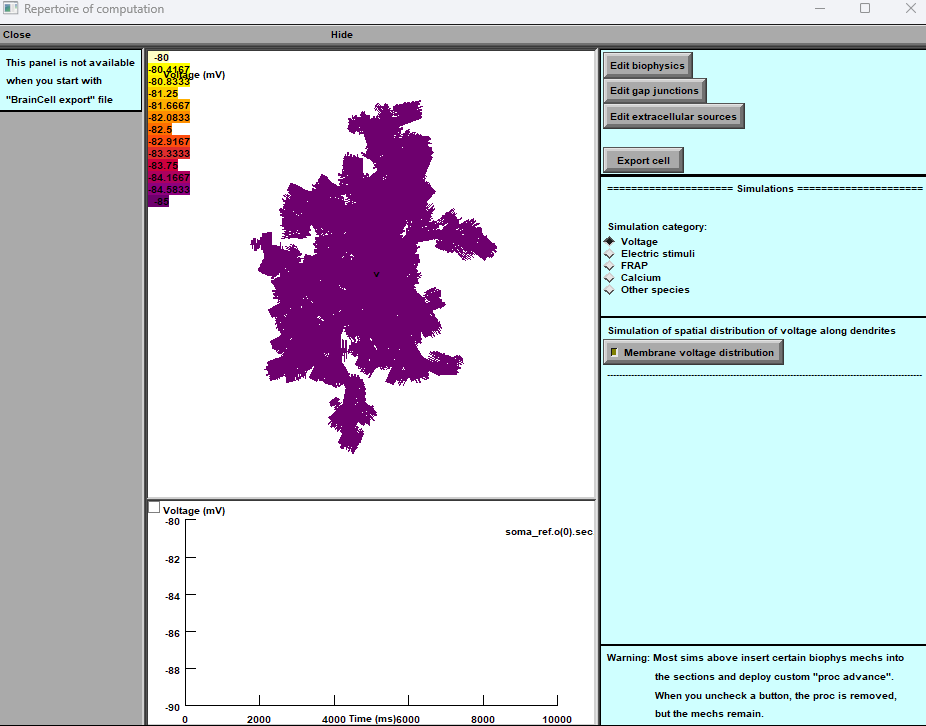 Repertoire of computation
Close
Hide
This panel is not available
when you start with
"BrainCell export" file
-80
Voltage (mV)
-80.4167
-80.8333
-81.25
-81.6667
-82.0833
-82.5
-82.9167
-83.3333
-83.75
-84.1667
-84.5833
-85
v
Voltage (mV)
soma_ref.o(0).sec
-80
-82
-84
-86
-88
-90
0
2000
4000
Time (ms)
6000
8000
10000
Edit biophysics
Edit gap junctions
Edit extracellular sources
Export cell
===================== Simulations =====================
Simulation category:
Voltage
Electric stimuli
FRAP
Calcium
Other species
Simulation of spatial distribution of voltage along dendrites
Membrane voltage distribution
Warning: Most sims above insert certain biophys mechs into
the sections and deploy custom "proc advance".
When you uncheck a button, the proc is removed,
but the mechs remain.